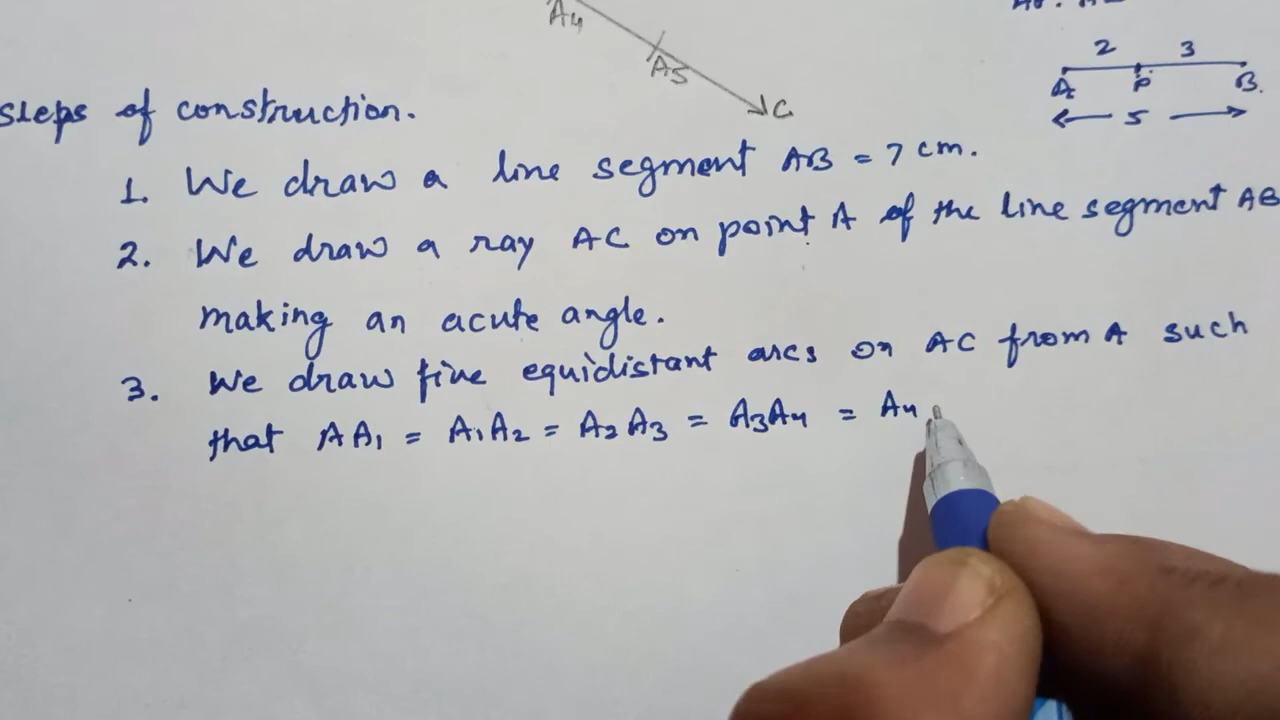 A4
A5
C
2 3
A P B.
5
Steps of construction.
1. We draw a line segment AB = 7 cm.
2. We draw a ray AC on point A of the line segment AB
making an acute angle.
3. We draw five equidistant arcs on AC from A such
that AA1 = A1A2 = A2A3 = A3A4 = A4